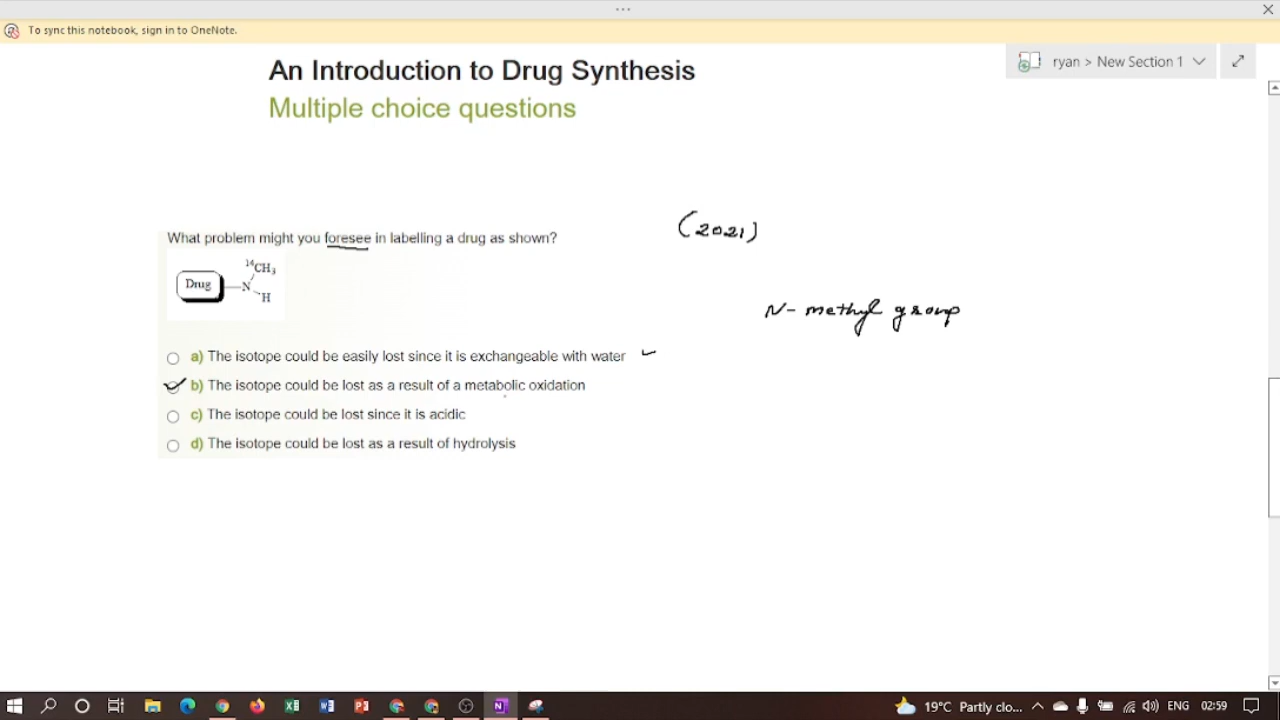 To sync this notebook, sign in to OneNote.
An Introduction to Drug Synthesis
ryan > New Section 1
Multiple choice questions
(2021)
What problem might you foresee in labelling a drug as shown?
14CH3
Drug
N
H
N- methyl group
a) The isotope could be easily lost since it is exchangeable with water
b) The isotope could be lost as a result of a metabolic oxidation
c) The isotope could be lost since it is acidic
d) The isotope could be lost as a result of hydrolysis
19°C Partly clo... ENG 02:59